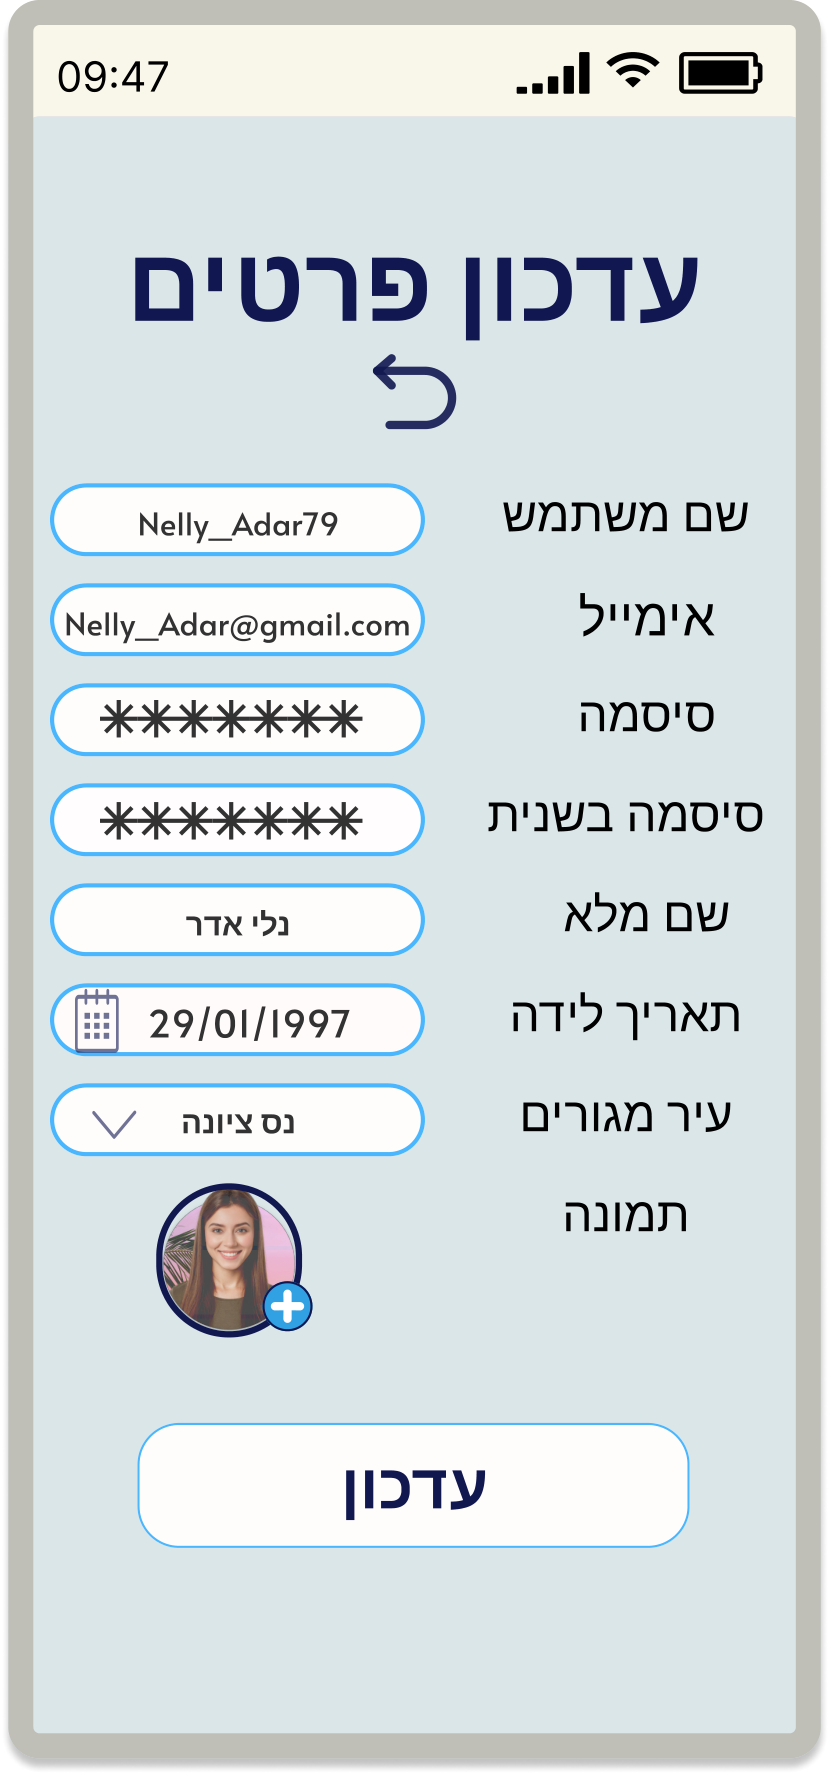 09:47
עדכון פרטים
שם משתמש
Nelly_Adar79
אימייל
Nelly_Adar@gmail.com
סיסמה
*******
סיסמה בשנית
*******
שם מלא
נלי אדר
תאריך לידה
29/01/1997
עיר מגורים
נס ציונה
תמונה
עדכון